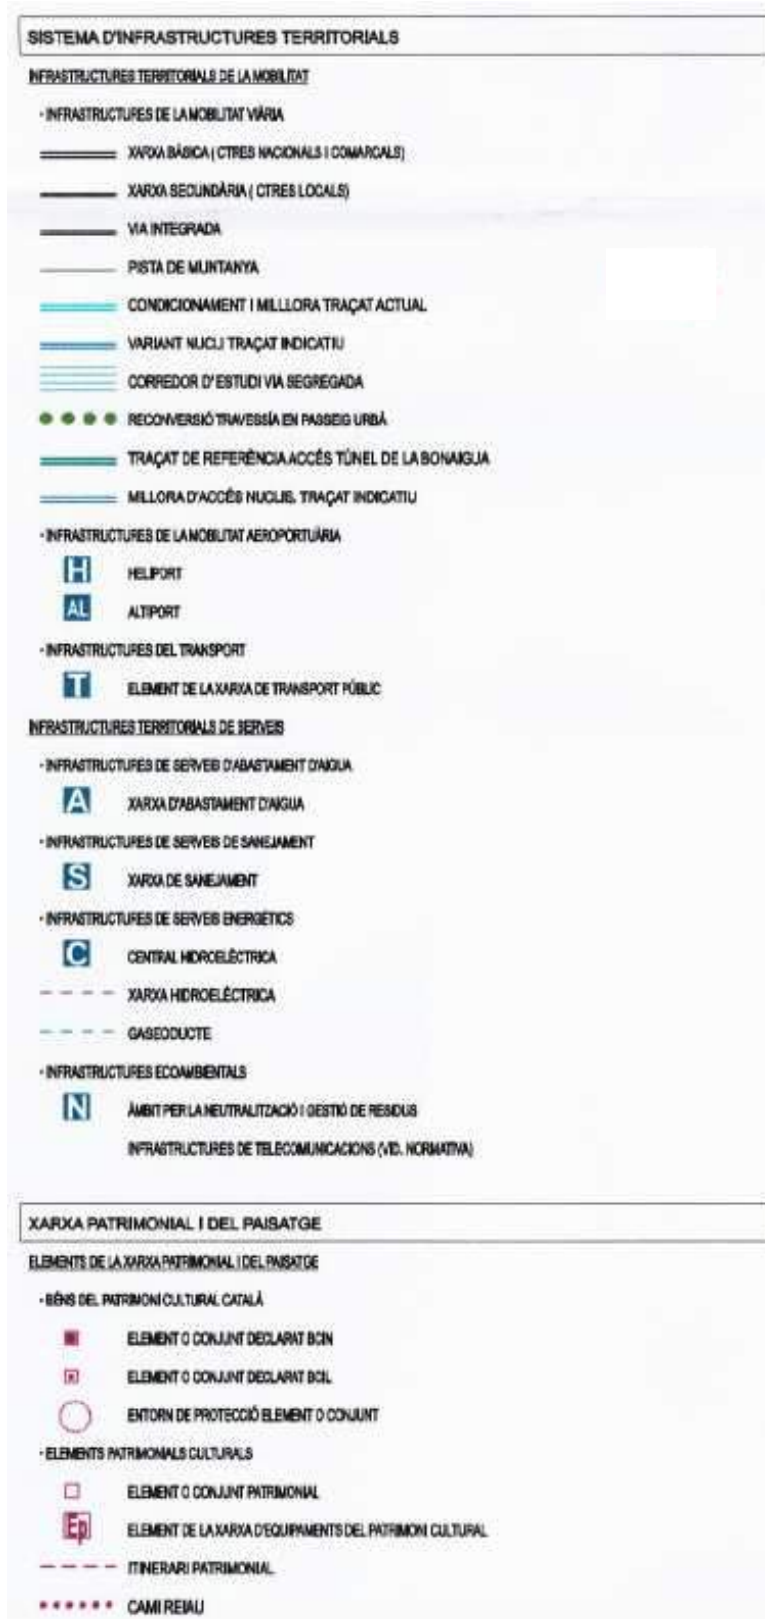 SISTEMA D'INFRASTRUCTURES TERRITORIALS
INFRASTRUCTURES TERRITORIALS DE LA MOBILITAT
· INFRASTRUCTURES DE LA MOBILITAT VIÀRIA
XARXA BÀSICA ( CTRES NACIONALS I COMARCALS)
XARXA SECUNDÀRIA ( CTRES LOCALS)
VIA INTEGRADA
PISTA DE MUNTANYA
CONDICIONAMENT I MILLLORA TRAÇAT ACTUAL
VARIANT NUCLI TRAÇAT INDICATIU
CORREDOR D'ESTUDI VIA SEGREGADA
RECONVERSIÓ TRAVESSÍA EN PASSEIG URBÀ
TRAÇAT DE REFERÈNCIA ACCÉS TÚNEL DE LA BONAIGUA
MILLORA D'ACCÉS NUCLIS. TRAÇAT INDICATIU
· INFRASTRUCTURES DE LA MOBILITAT AEROPORTUÀRIA
H HELIPORT
AL ALTIPORT
· INFRASTRUCTURES DEL TRANSPORT
T ELEMENT DE LA XARXA DE TRANSPORT PÚBLIC
INFRASTRUCTURES TERRITORIALS DE SERVEIS
· INFRASTRUCTURES DE SERVEIS D'ABASTAMENT D'AIGUA
A XARXA D'ABASTAMENT D'AIGUA
· INFRASTRUCTURES DE SERVEIS DE SANEJAMENT
S XARXA DE SANEJAMENT
· INFRASTRUCTURES DE SERVEIS ENERGÈTICS
C CENTRAL HIDROELÈCTRICA
XARXA HIDROELÈCTRICA
GASEODUCTE
· INFRASTRUCTURES ECOAMBIENTALS
N ÀMBIT PER LA NEUTRALITZACIÓ I GESTIÓ DE RESIDUS
INFRASTRUCTURES DE TELECOMUNICACIONS (VID. NORMATIVA)
XARXA PATRIMONIAL I DEL PAISATGE
ELEMENTS DE LA XARXA PATRIMONIAL I DEL PAISATGE
· BÉNS DEL PATRIMONI CULTURAL CATALÀ
ELEMENT O CONJUNT DECLARAT BCIN
ELEMENT O CONJUNT DECLARAT BCIL
ENTORN DE PROTECCIÓ ELEMENT O CONJUNT
· ELEMENTS PATRIMONIALS CULTURALS
ELEMENT O CONJUNT PATRIMONIAL
Ep ELEMENT DE LA XARXA D'EQUIPAMENTS DEL PATRIMONI CULTURAL
ITINERARI PATRIMONIAL
CAMI REIAU